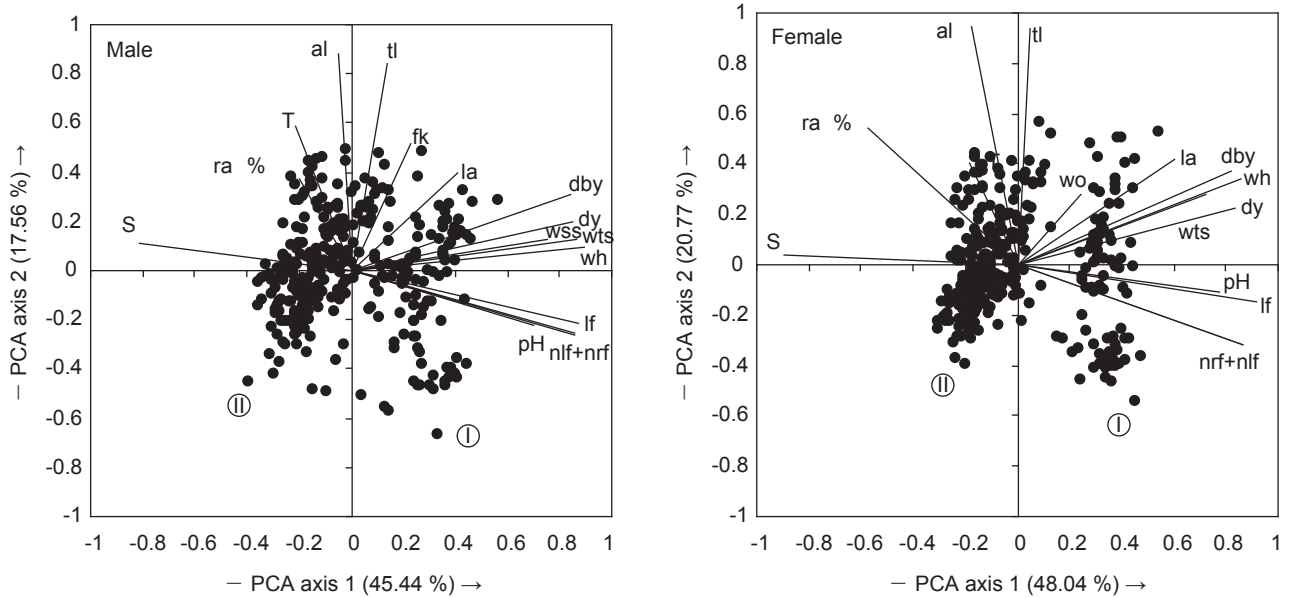 Male
al
tl
T
fk
ra %
la
dby
S
dy
wss wts
wh
lf
pH nlf+nrf
II
I
1
0.8
0.6
0.4
0.2
0
-0.2
-0.4
-0.6
-0.8
-1
-1 -0.8 -0.6 -0.4 -0.2 0 0.2 0.4 0.6 0.8 1
— PCA axis 2 (17.56 %) →
— PCA axis 1 (45.44 %) →
Female
al
tl
ra %
la
dby
wo
wh
dy
wts
S
pH
lf
nrf+nlf
II
I
1
0.8
0.6
0.4
0.2
0
-0.2
-0.4
-0.6
-0.8
-1
-1 -0.8 -0.6 -0.4 -0.2 0 0.2 0.4 0.6 0.8 1
— PCA axis 2 (20.77 %) →
— PCA axis 1 (48.04 %) →